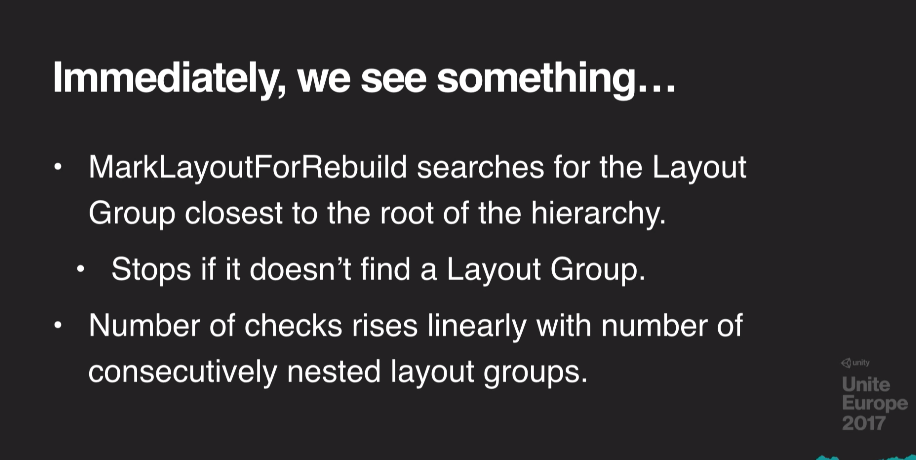 Immediately, we see something…
• MarkLayoutForRebuild searches for the Layout
Group closest to the root of the hierarchy.
• Stops if it doesn’t find a Layout Group.
• Number of checks rises linearly with number of
consecutively nested layout groups.
unity
Unite
Europe
2017